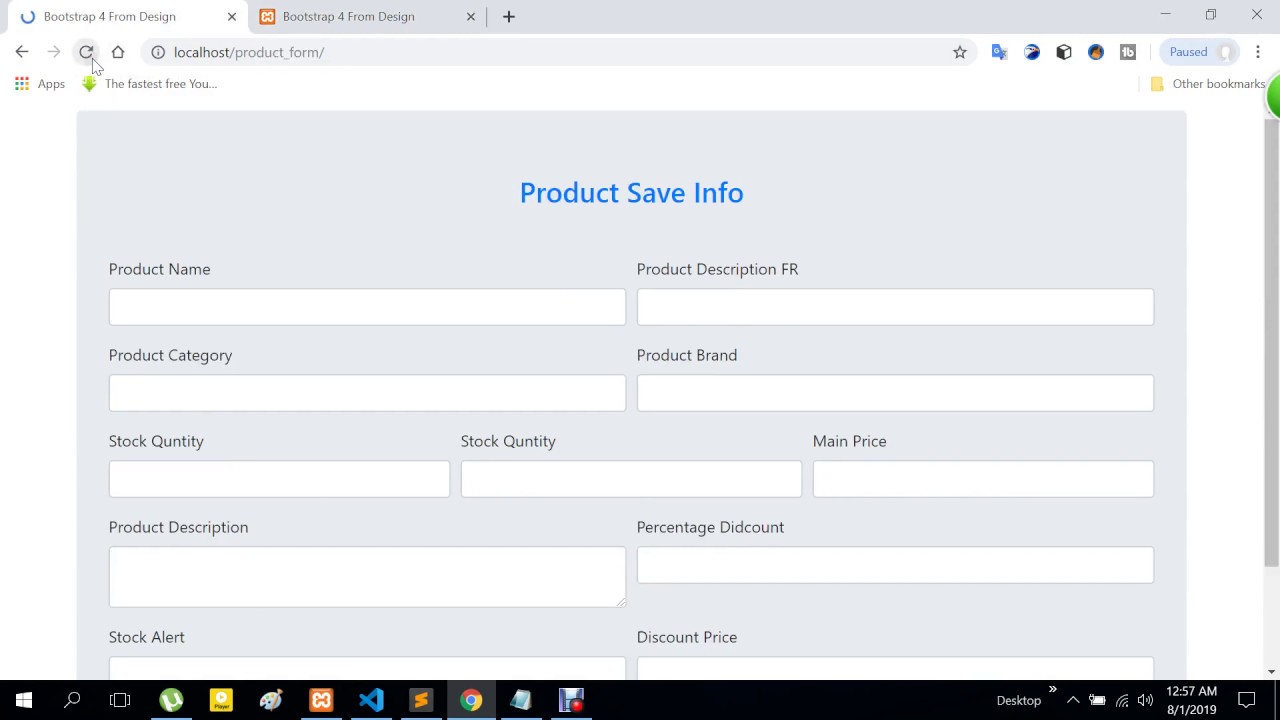 Bootstrap 4 From Design
Bootstrap 4 From Design
localhost/product_form/
Paused
Apps
The fastest free You...
Other bookmarks
Product Save Info
Product Name
Product Description FR
Product Category
Product Brand
Stock Quntity
Stock Quntity
Main Price
Product Description
Percentage Didcount
Stock Alert
Discount Price
Player
Desktop
12:57 AM
8/1/2019